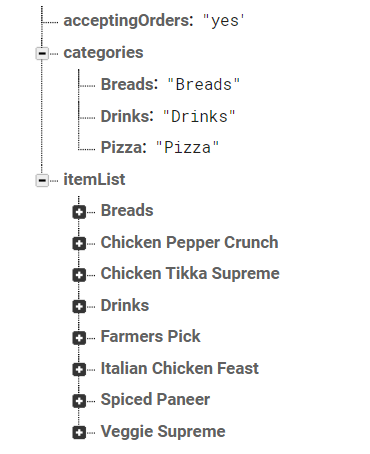 acceptingOrders: "yes'
categories
Breads: "Breads"
Drinks: "Drinks"
Pizza: "Pizza"
itemList
Breads
Chicken Pepper Crunch
Chicken Tikka Supreme
Drinks
Farmers Pick
Italian Chicken Feast
Spiced Paneer
Veggie Supreme